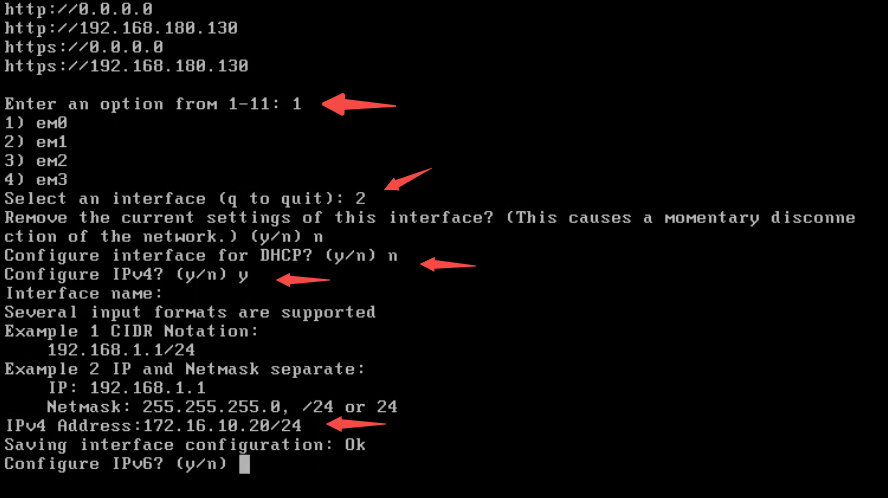 http://0.0.0.0
http://192.168.180.130
https://0.0.0.0
https://192.168.180.130
Enter an option from 1-11: 1
1) em0
2) em1
3) em2
4) em3
Select an interface (q to quit): 2
Remove the current settings of this interface? (This causes a momentary disconne
ction of the network.) (y/n) n
Configure interface for DHCP? (y/n) n
Configure IPv4? (y/n) y
Interface name:
Several input formats are supported
Example 1 CIDR Notation:
    192.168.1.1/24
Example 2 IP and Netmask separate:
    IP: 192.168.1.1
    Netmask: 255.255.255.0, /24 or 24
IPv4 Address:172.16.10.20/24
Saving interface configuration: Ok
Configure IPv6? (y/n)